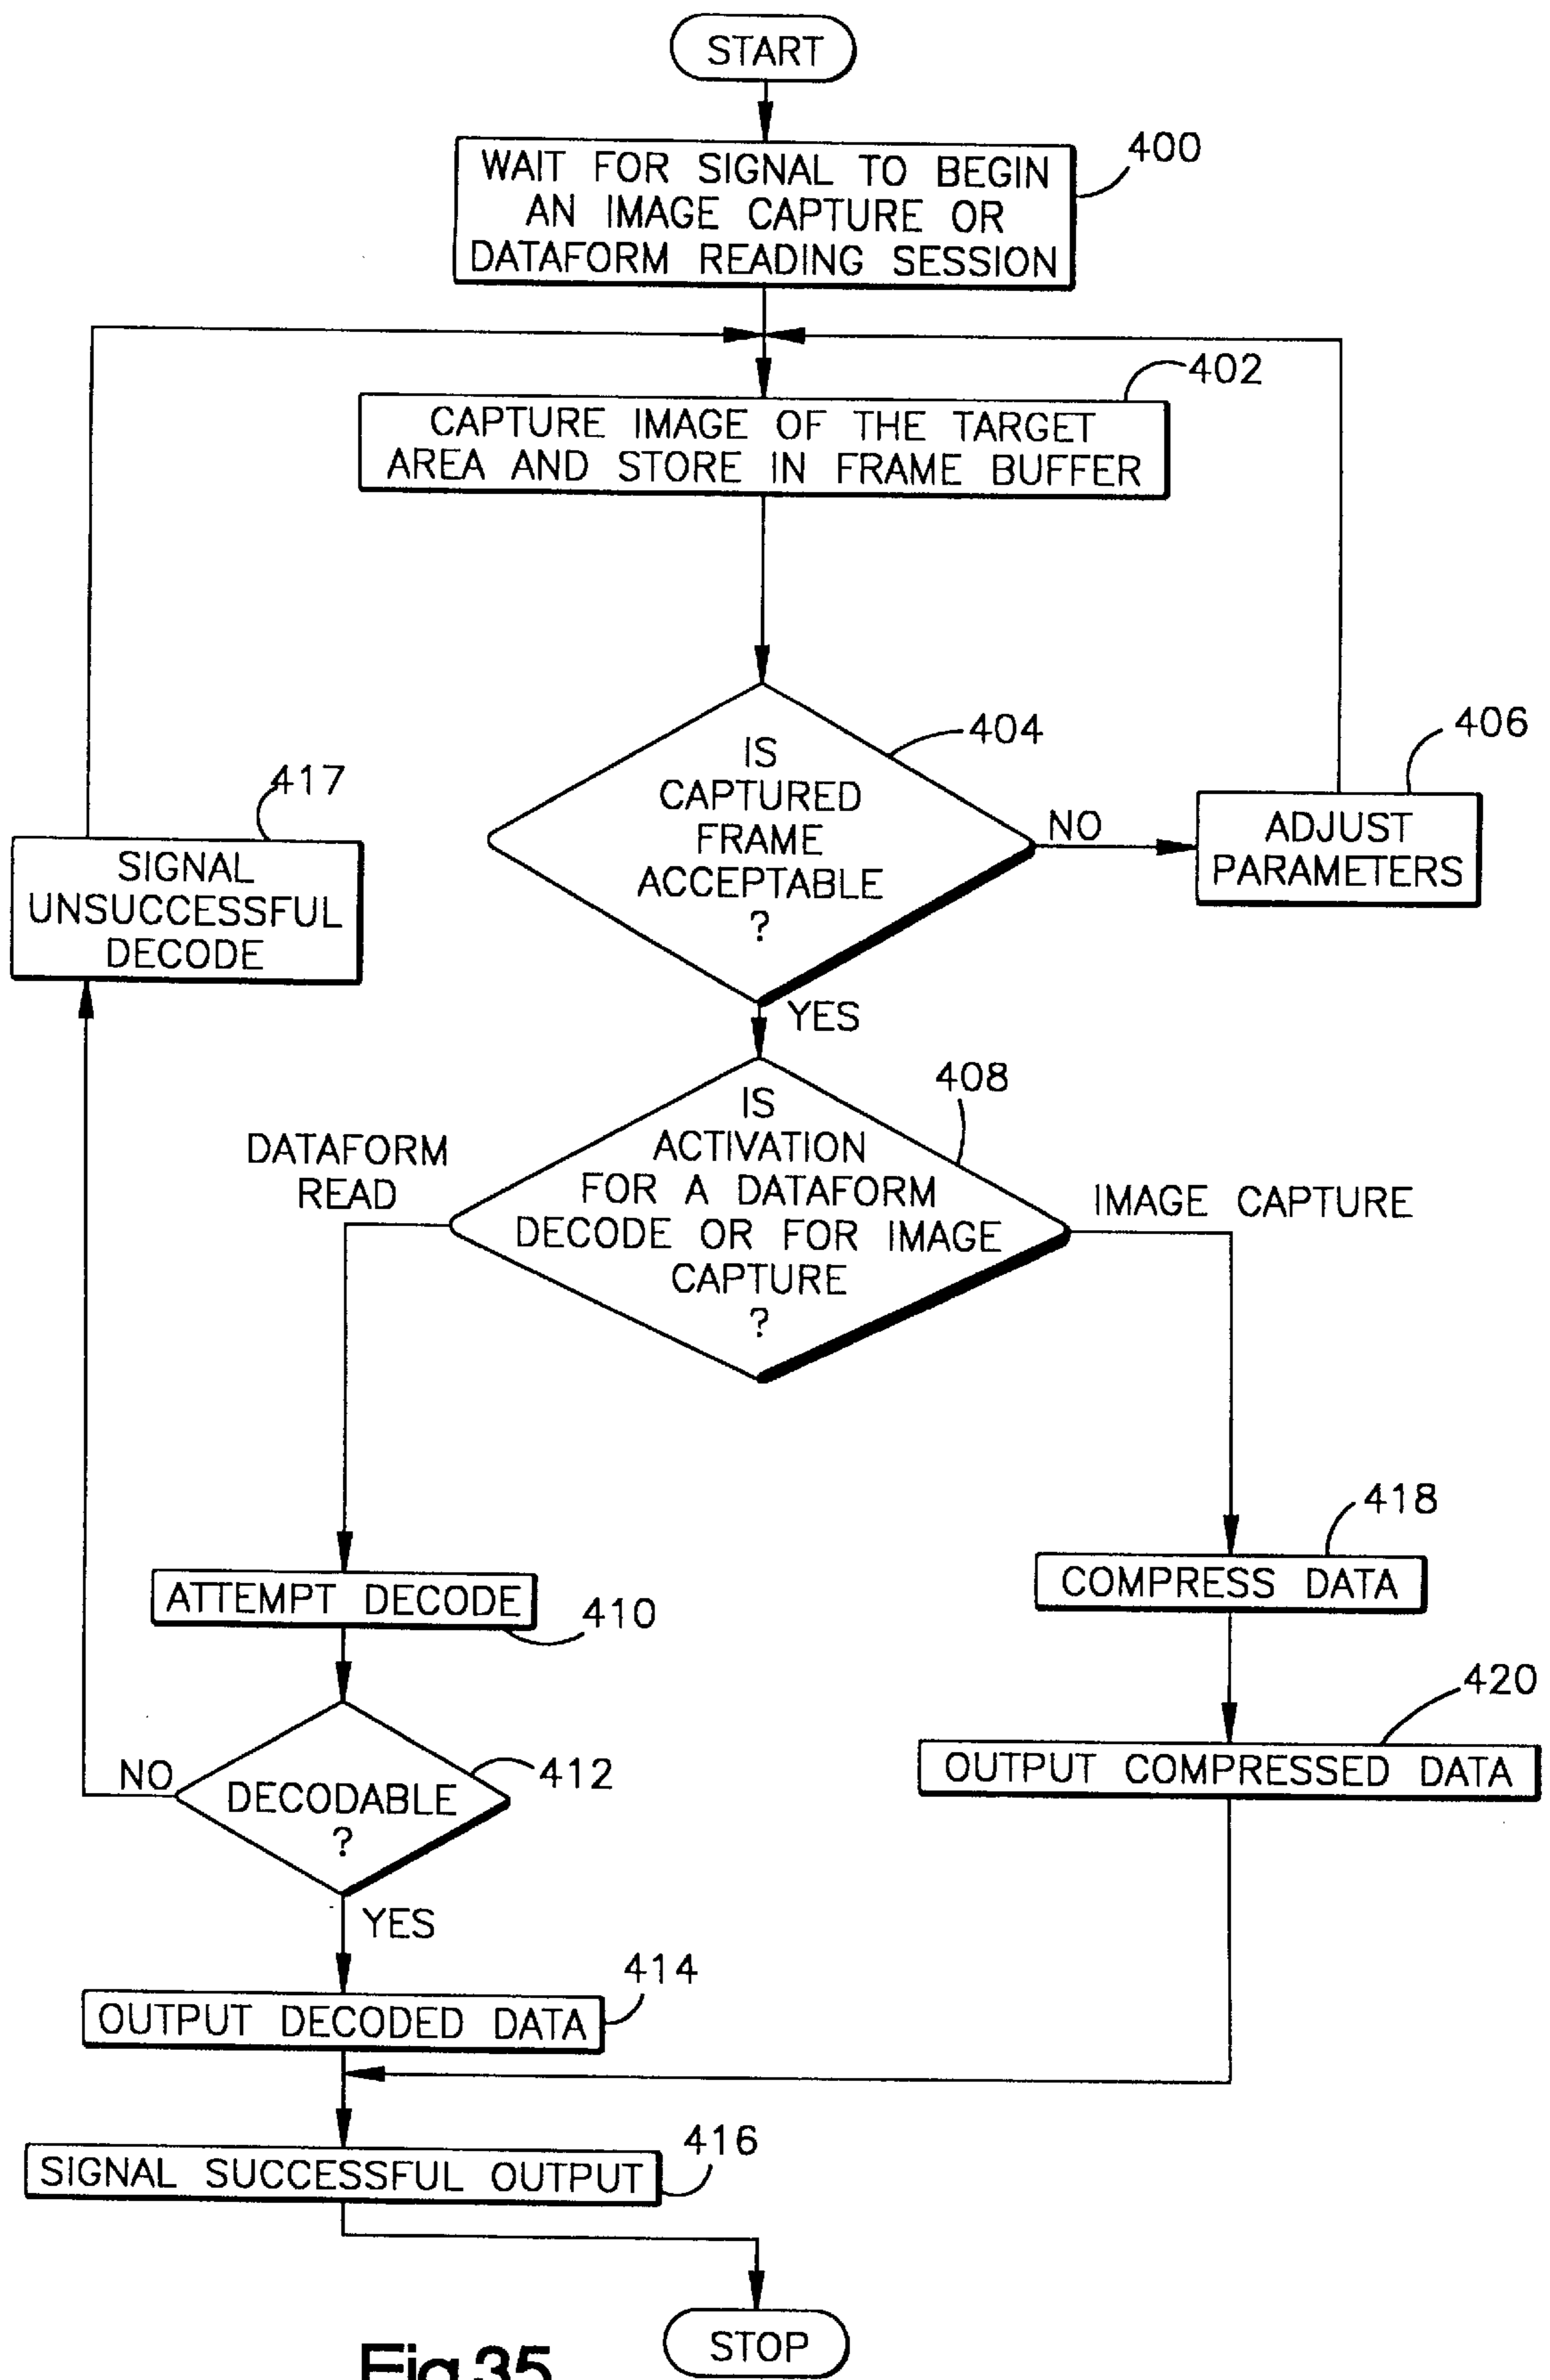 START
WAIT FOR SIGNAL TO BEGIN
AN IMAGE CAPTURE OR
DATAFORM READING SESSION
400
402
CAPTURE IMAGE OF THE TARGET
AREA AND STORE IN FRAME BUFFER
404
IS
CAPTURED
FRAME
ACCEPTABLE
?
NO
406
ADJUST
PARAMETERS
417
SIGNAL
UNSUCCESSFUL
DECODE
YES
408
IS
ACTIVATION
FOR A DATAFORM
DECODE OR FOR IMAGE
CAPTURE
?
DATAFORM
READ
IMAGE CAPTURE
ATTEMPT DECODE
410
418
COMPRESS DATA
420
OUTPUT COMPRESSED DATA
NO
412
DECODABLE
?
YES
414
OUTPUT DECODED DATA
416
SIGNAL SUCCESSFUL OUTPUT
STOP
Fig.35